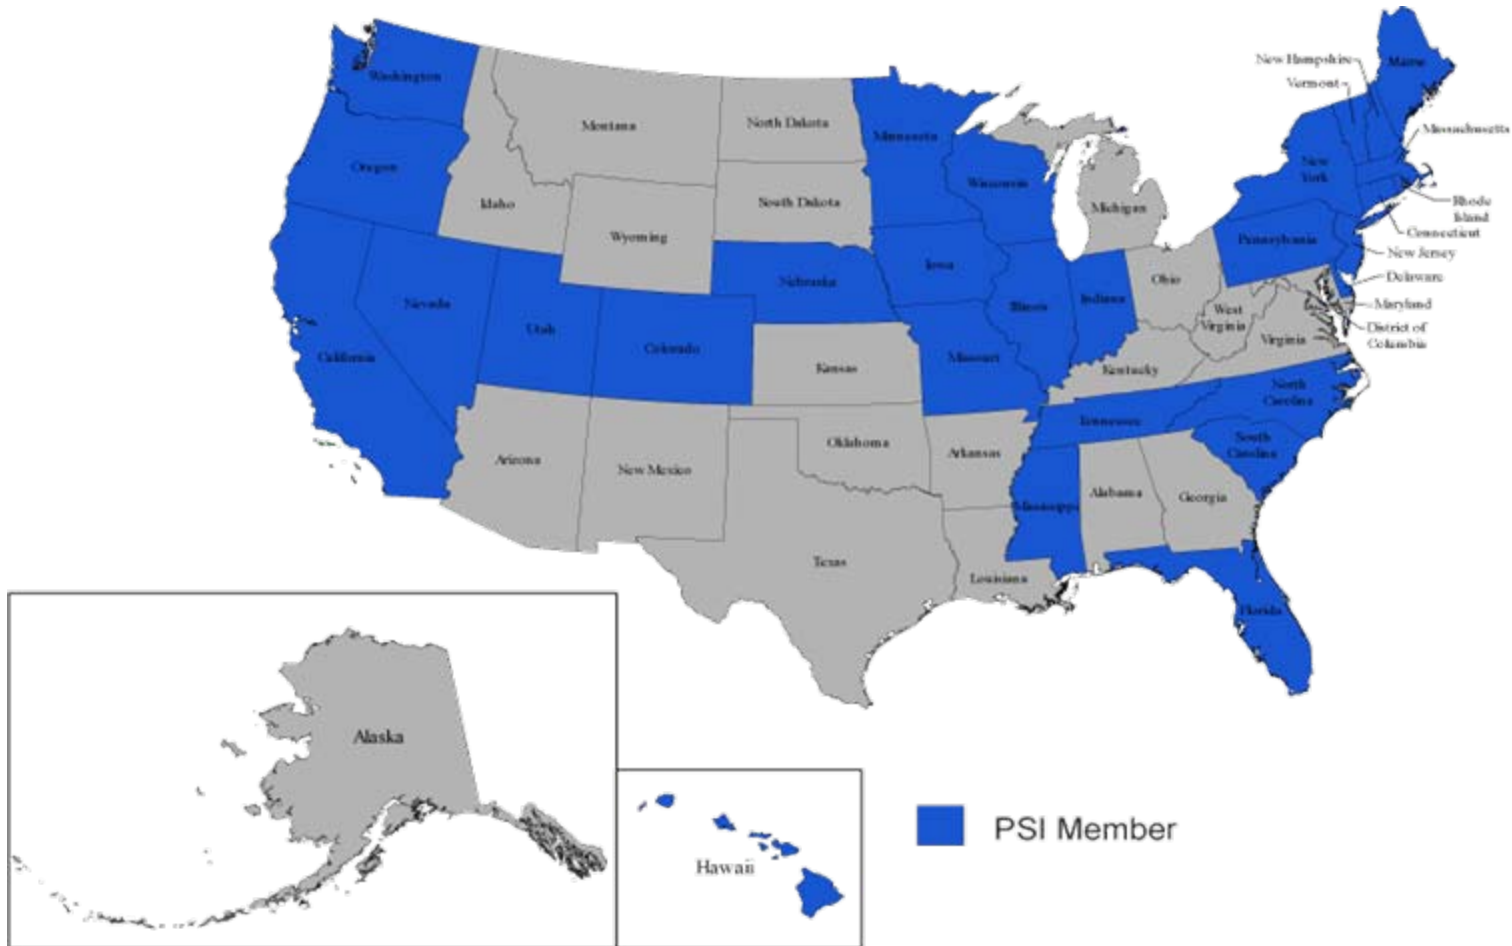 Washington
Montana
North Dakota
Minnesota
Maine
New Hampshire
Vermont
Massachusetts
Oregon
Idaho
Wyoming
South Dakota
Wisconsin
Michigan
New
York
Rhode
Island
Connecticut
New Jersey
Delaware
Maryland
District of
Columbia
Pennsylvania
Nevada
Utah
Colorado
Nebraska
Iowa
Illinois
Indiana
Ohio
West
Virginia
Virginia
California
Kansas
Missouri
Kentucky
North
Carolina
Tennessee
South
Carolina
Arizona
New Mexico
Oklahoma
Arkansas
Mississippi
Alabama
Georgia
Texas
Louisiana
Florida
Alaska
Hawaii
PSI Member